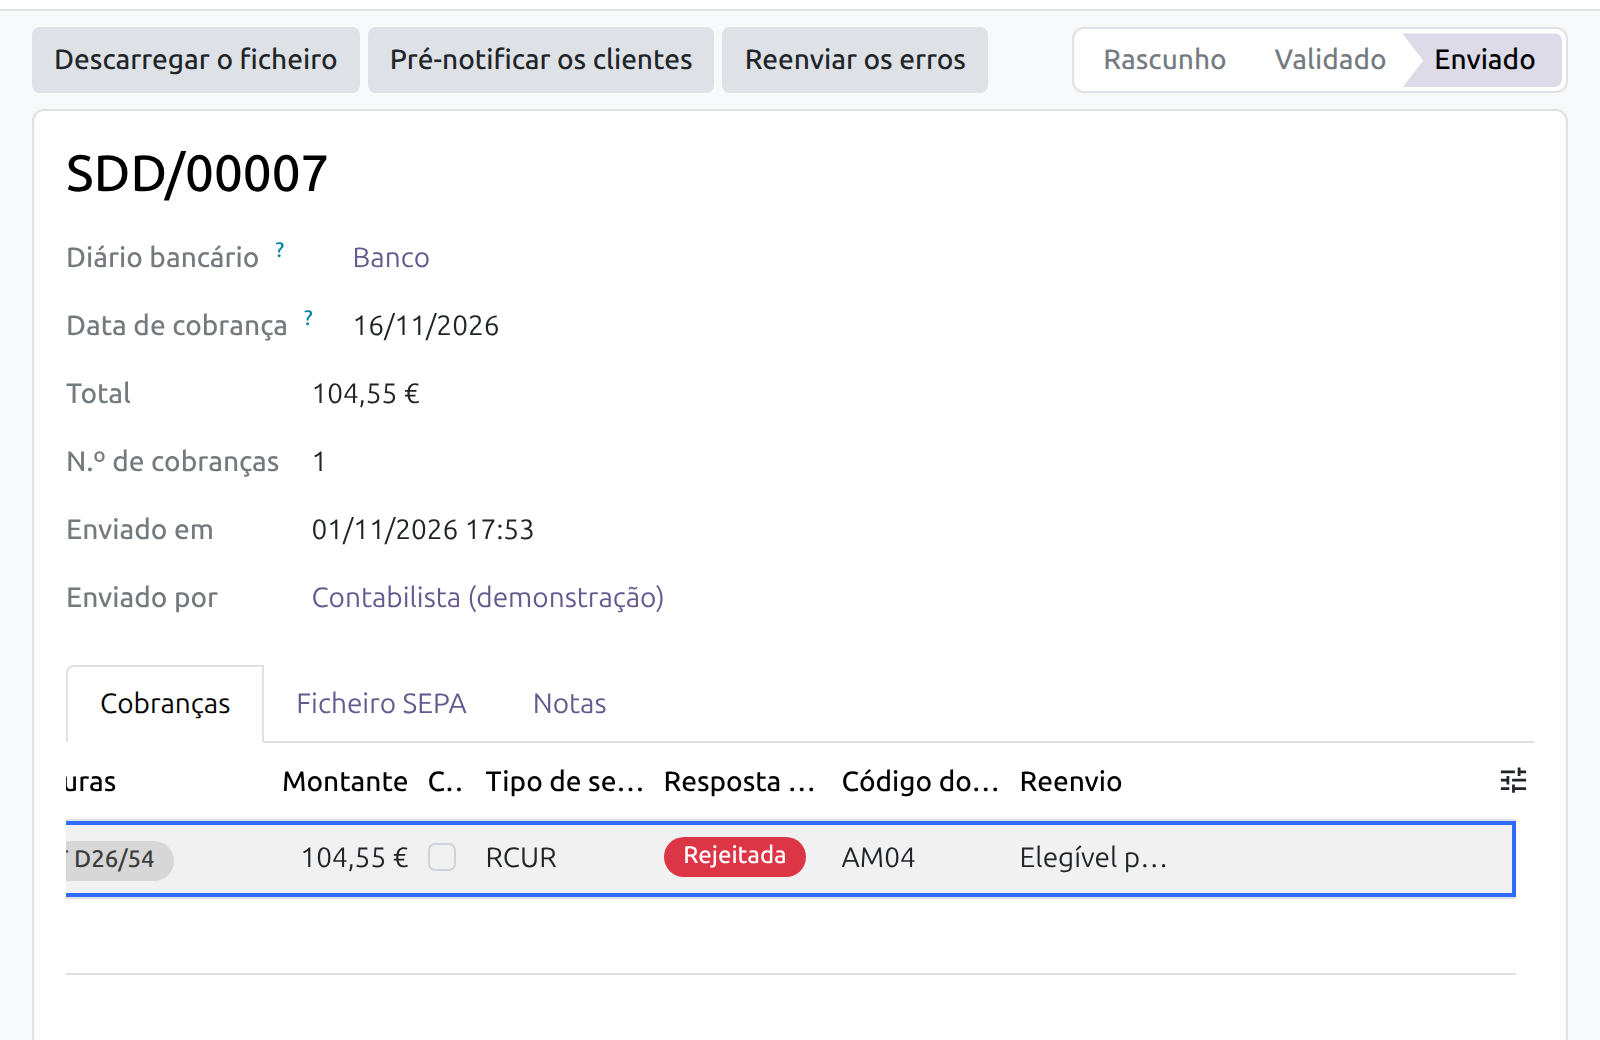 Descarregar o ficheiro Pré-notificar os clientes Reenviar os erros Rascunho Validado Enviado
SDD/00007
Diário bancário ? Banco
Data de cobrança ? 16/11/2026
Total 104,55 €
N.º de cobranças 1
Enviado em 01/11/2026 17:53
Enviado por Contabilista (demonstração)
Cobranças Ficheiro SEPA Notas
uras Montante C... Tipo de se... Resposta ... Código do... Reenvio
D26/54 104,55 € RCUR Rejeitada AM04 Elegível p...